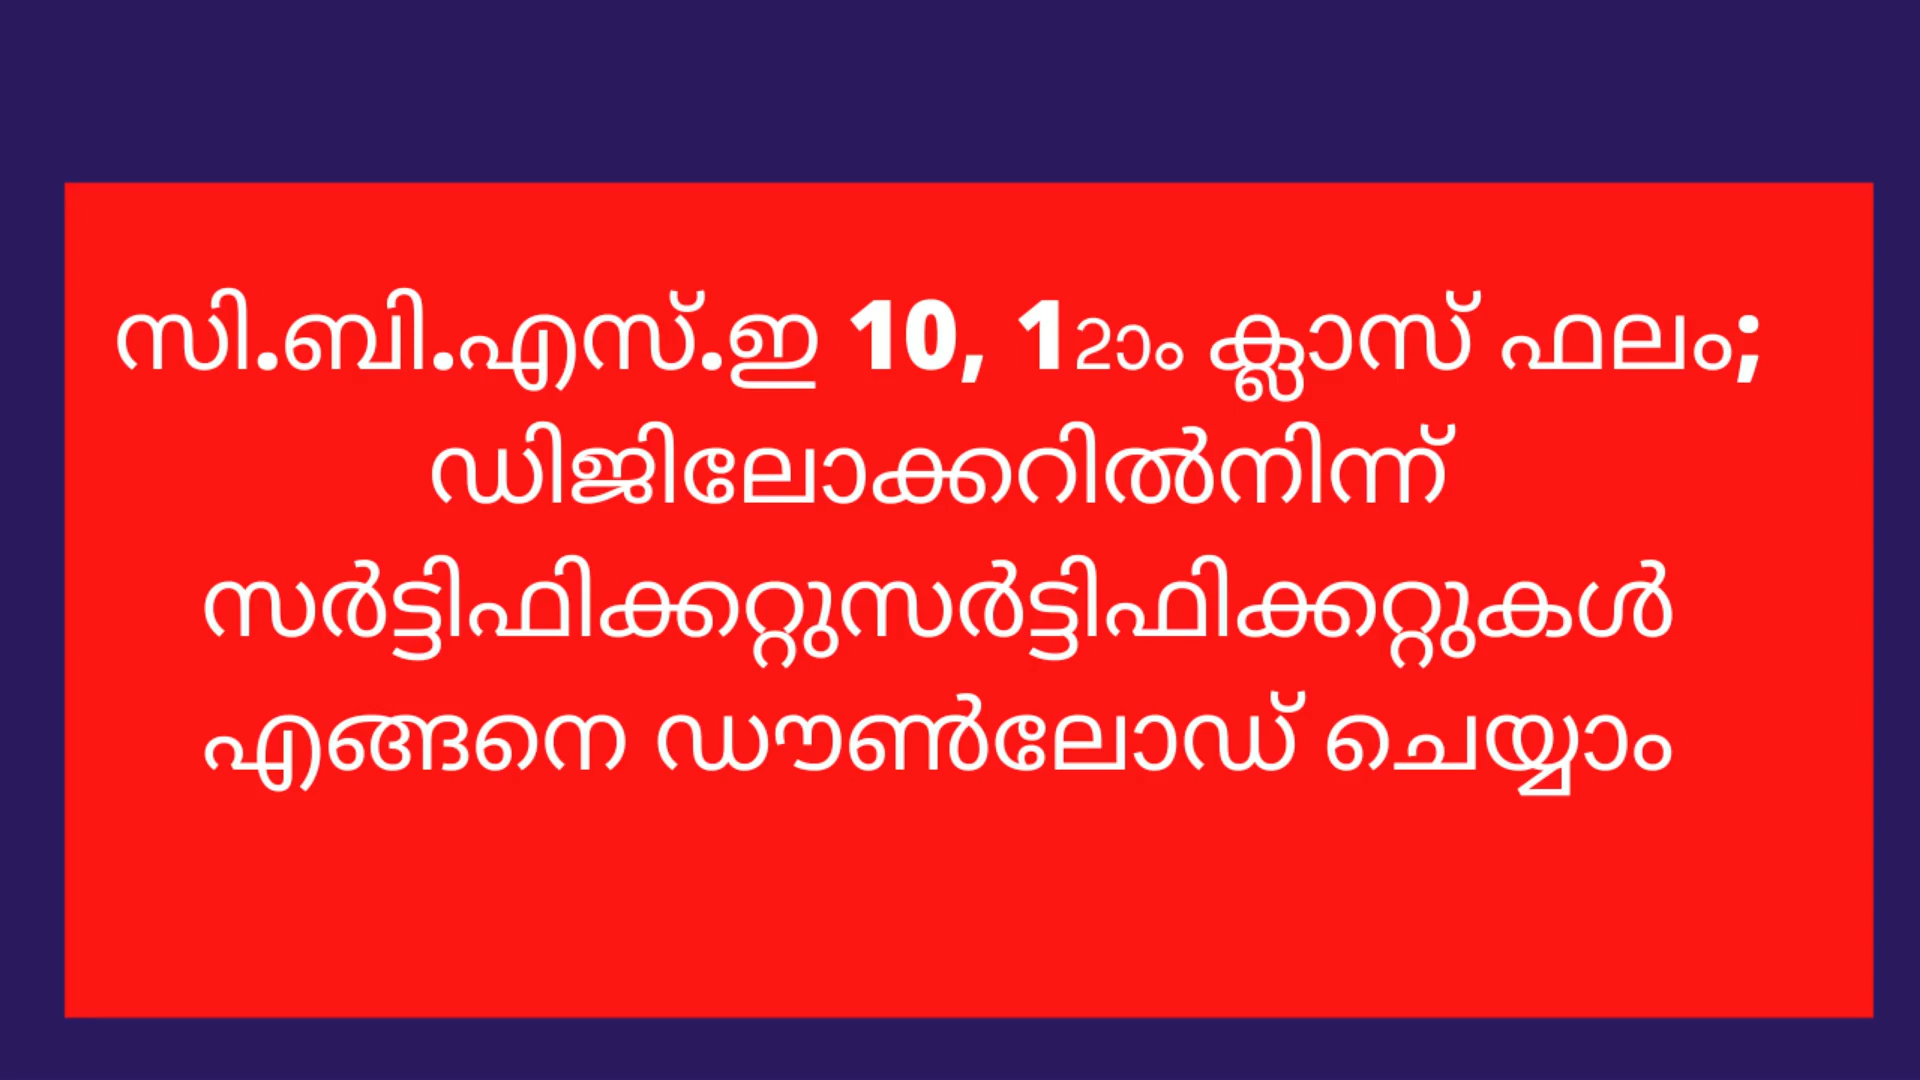 സി.ബി.എസ്.ഇ 10, 12ാം ക്ലാസ് ഫലം;
ഡിജിലോക്കറിൽനിന്ന്
സർട്ടിഫിക്കറ്റുസർട്ടിഫിക്കറ്റുകൾ
എങ്ങനെ ഡൗൺലോഡ് ചെയ്യാം